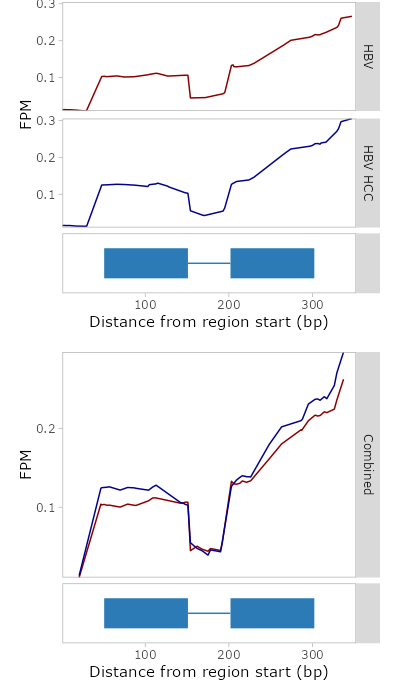 0.3
0.2
0.1
HBV
FPM
0.3
0.2
0.1
HBV HCC
100
200
300
Distance from region start (bp)
0.2
0.1
FPM
Combined
100
200
300
Distance from region start (bp)